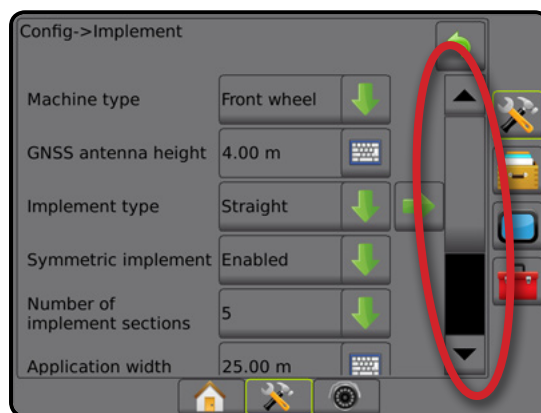 Config->Implement
Machine type Front wheel
GNSS antenna height 4.00 m
Implement type Straight
Symmetric implement Enabled
Number of
implement sections 5
Application width 25.00 m